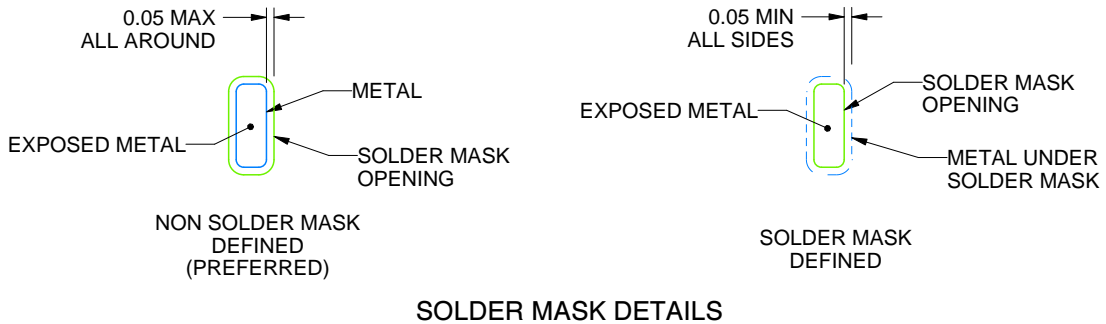 0.05 MAX
ALL AROUND
METAL
EXPOSED METAL
SOLDER MASK
OPENING
NON SOLDER MASK
DEFINED
(PREFERRED)
0.05 MIN
ALL SIDES
SOLDER MASK
OPENING
EXPOSED METAL
METAL UNDER
SOLDER MASK
SOLDER MASK
DEFINED
SOLDER MASK DETAILS